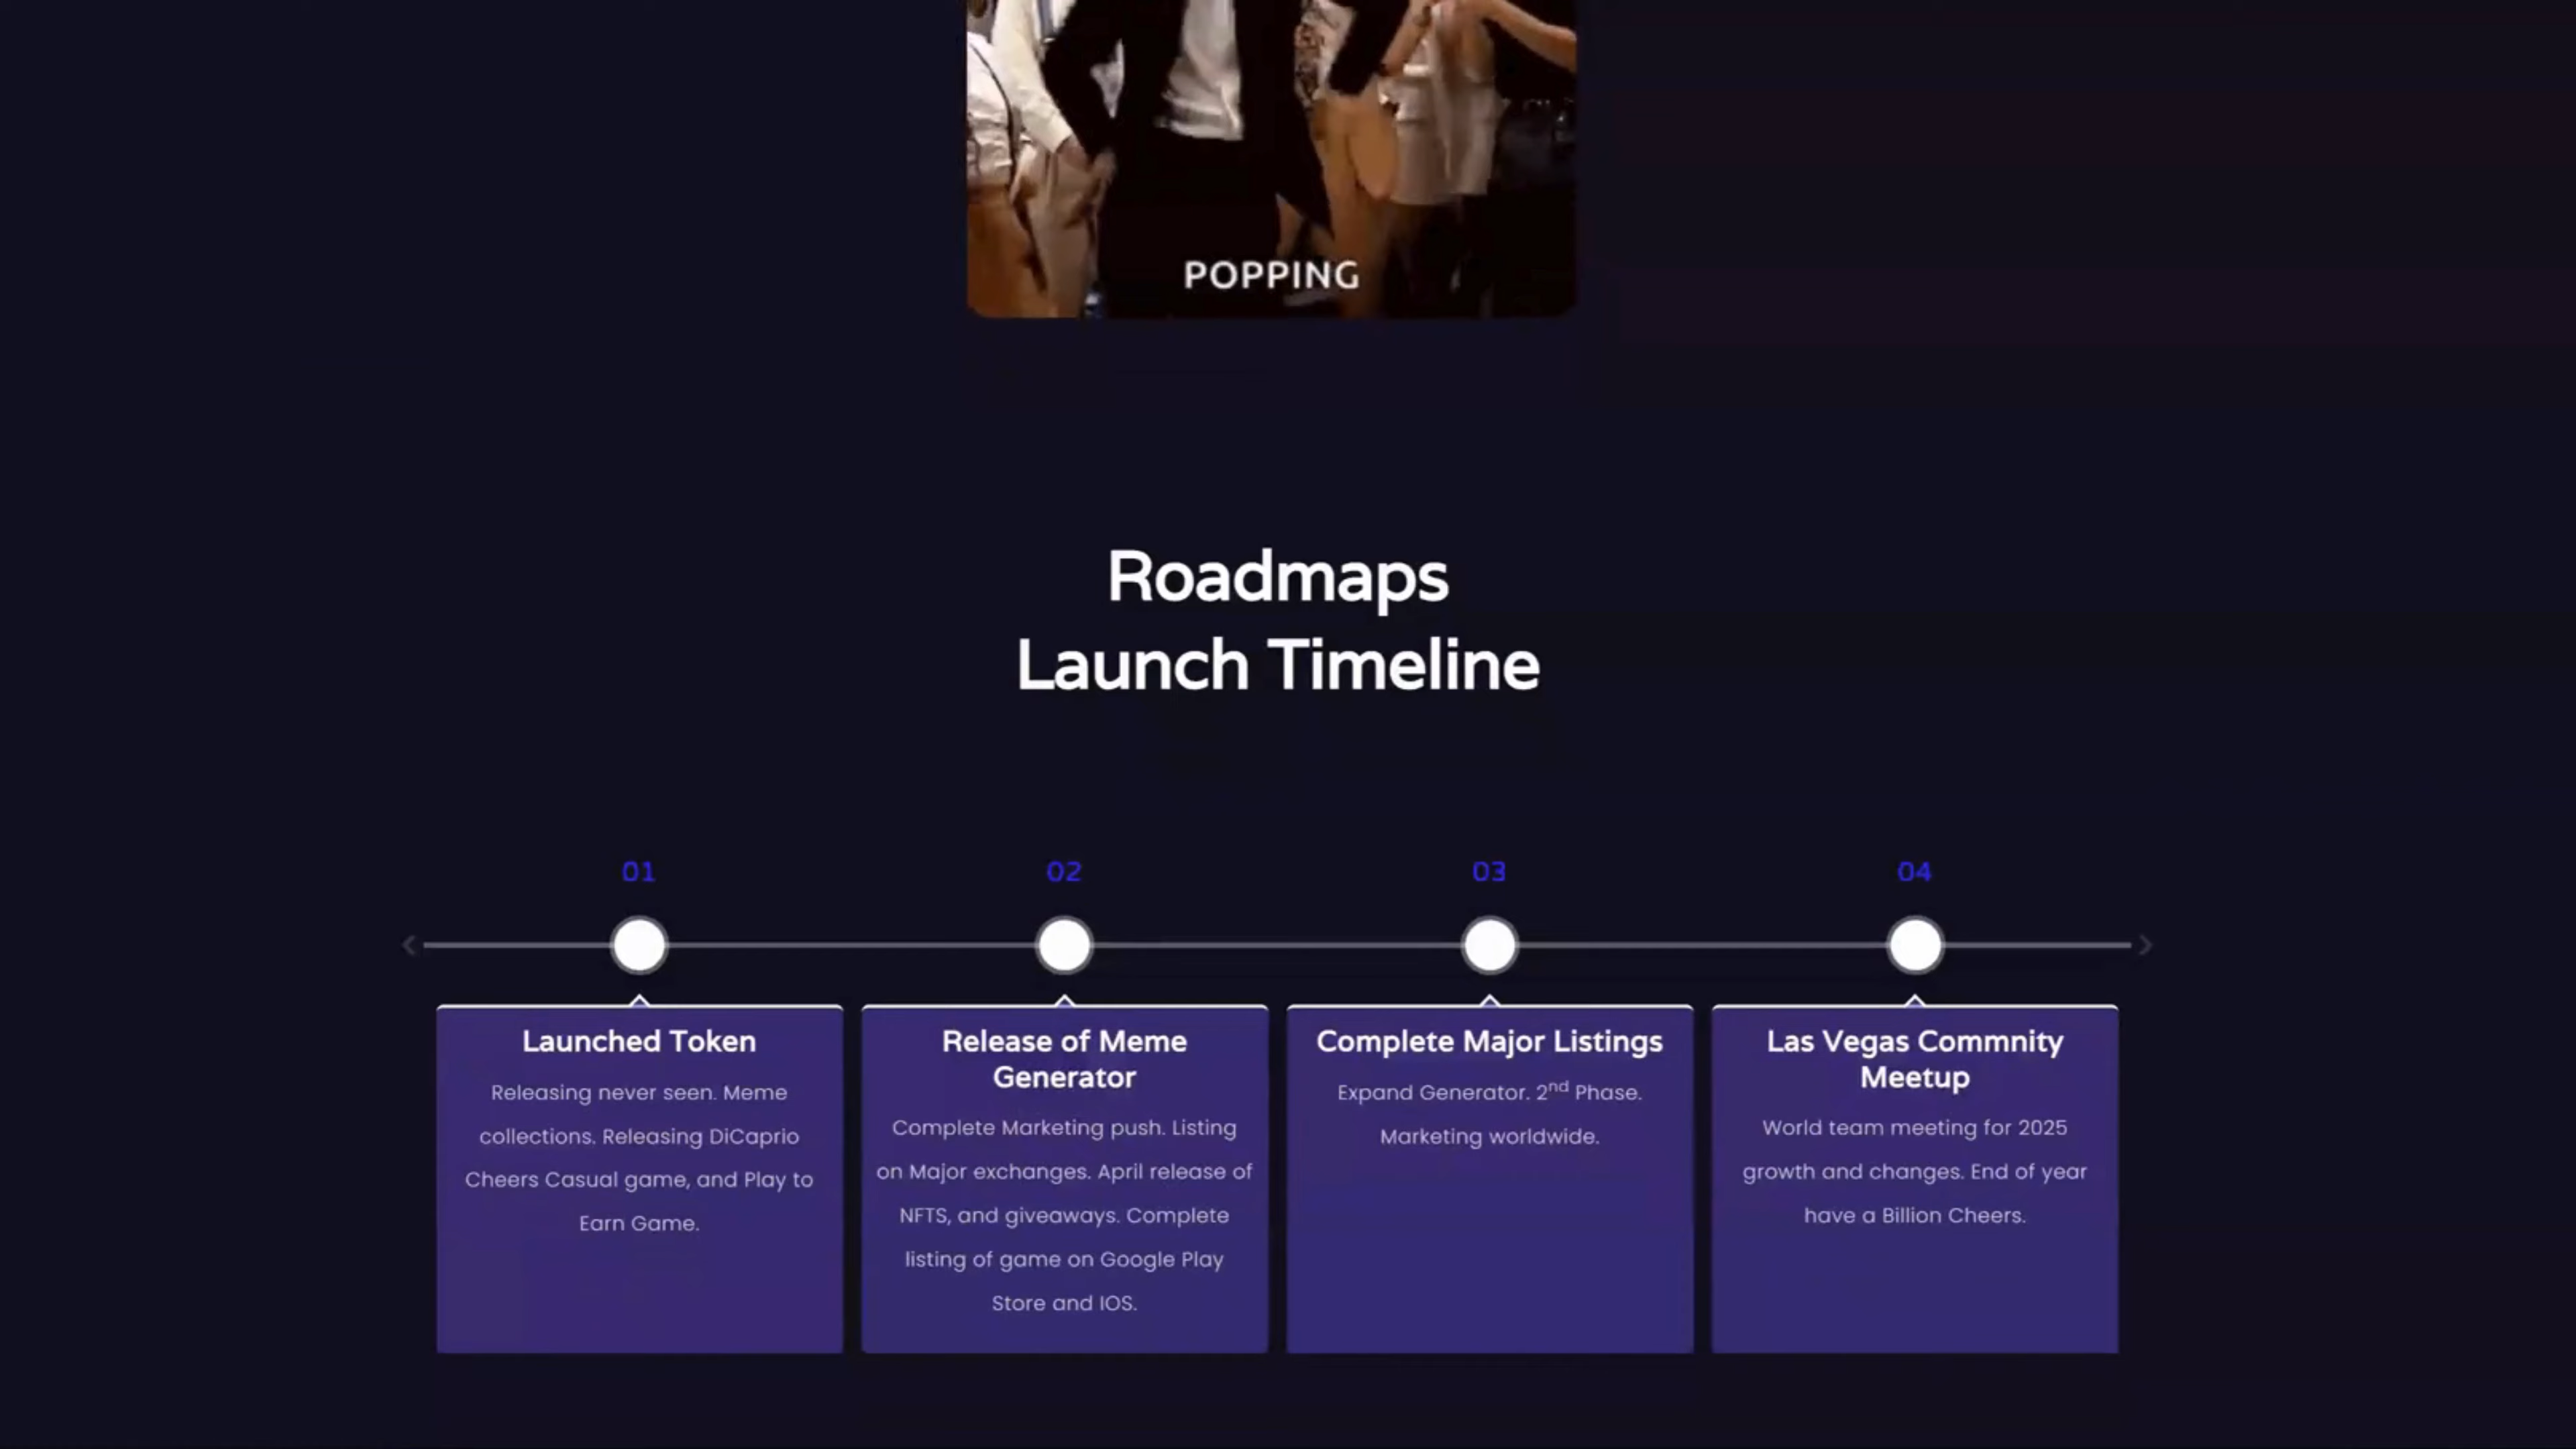 POPPING
Roadmaps
Launch Timeline
01
02
03
04
Launched Token
Releasing never seen. Meme
collections. Releasing DiCaprio
Cheers Casual game, and Play to
Earn Game.
Release of Meme
Generator
Complete Marketing push. Listing
on Major exchanges. April release of
NFTS, and giveaways. Complete
listing of game on Google Play
Store and IOS.
Complete Major Listings
Expand Generator. 2nd Phase.
Marketing worldwide.
Las Vegas Commnity
Meetup
World team meeting for 2025
growth and changes. End of year
have a Billion Cheers.